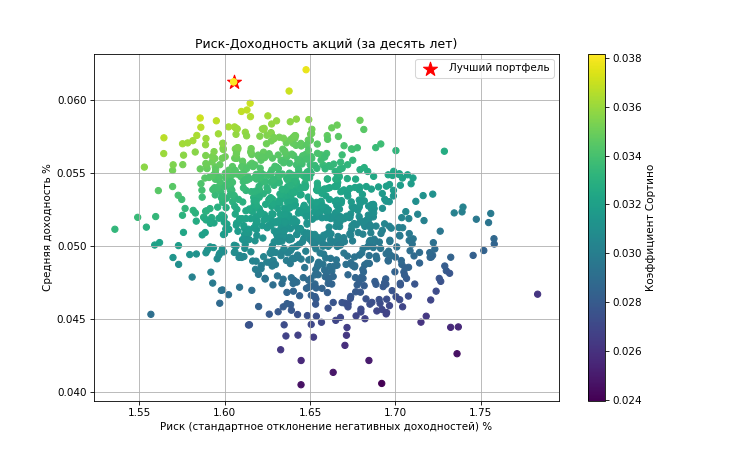 Риск-Доходность акций (за десять лет)
Лучший портфель
0.060
0.055
0.050
0.045
0.040
Средняя доходность %
1.55 1.60 1.65 1.70 1.75
Риск (стандартное отклонение негативных доходностей) %
0.038
0.036
0.034
0.032
0.030
0.028
0.026
0.024
Коэффициент Сортино